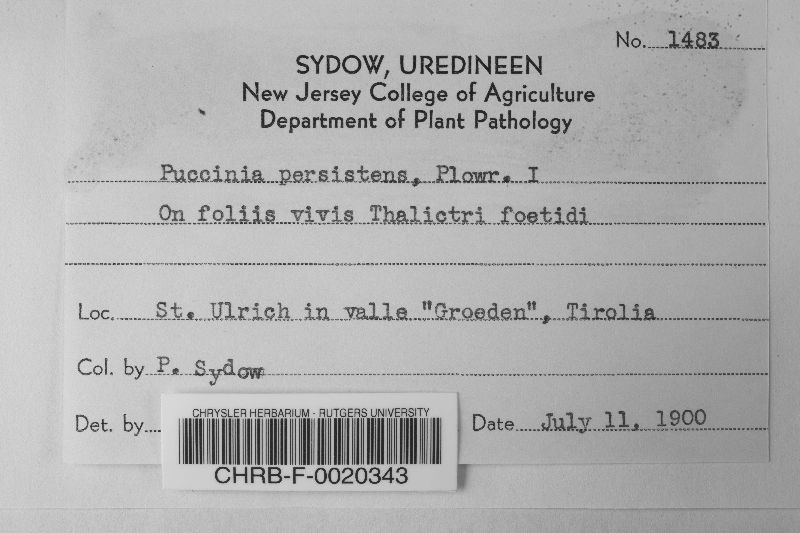 No. 1483
SYDOW, UREDINEEN
New Jersey College of Agriculture
Department of Plant Pathology
Puccinia persistens, Plowr. I
On foliis vivis Thalictri foetidi
Loc. St. Ulrich in valle "Groeden", Tirolia
Col. by P. Sydow
Det. by
Date July 11, 1900
CHRYSLER HERBARIUM - RUTGERS UNIVERSITY
CHRB-F-0020343